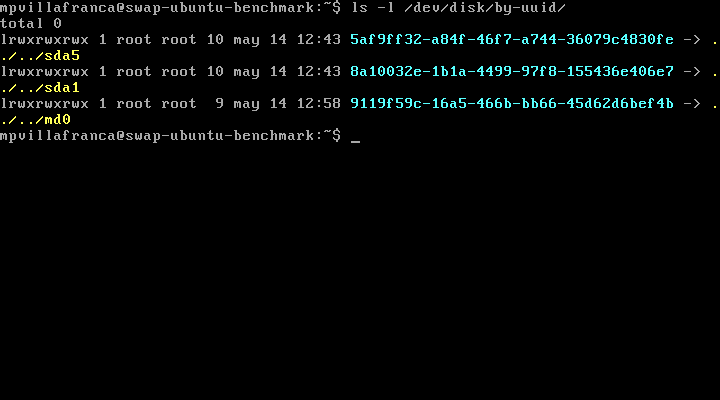 mpvillafranca@swap-ubuntu-benchmark:~$ ls -l /dev/disk/by-uuid/
total 0
lrwxrwxrwx 1 root root 10 may 14 12:43 5af9ff32-a84f-46f7-a744-36079c4830fe -> .
./../sda5
lrwxrwxrwx 1 root root 10 may 14 12:43 8a10032e-1b1a-4499-97f8-155436e406e7 -> .
./../sda1
lrwxrwxrwx 1 root root  9 may 14 12:58 9119f59c-16a5-466b-bb66-45d62d6bef4b -> .
./../md0
mpvillafranca@swap-ubuntu-benchmark:~$ _